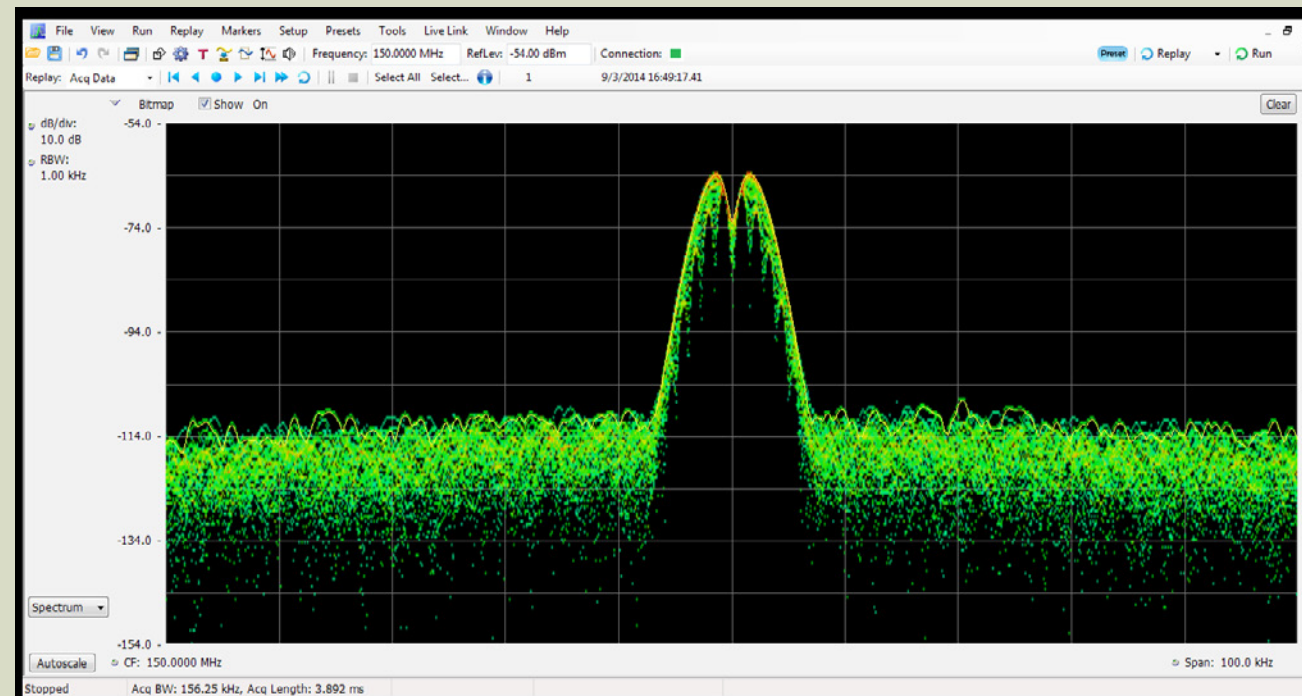 File View Run Replay Markers Setup Presets Tools Live Link Window Help
T Frequency: 150.0000 MHz RefLev: -54.00 dBm Connection: Preset Replay Run
Replay: Acq Data Select All Select... 1 9/3/2014 16:49:17.41
Bitmap Show On Clear
dB/div: -54.0
10.0 dB
RBW:
1.00 kHz
-74.0
-94.0
-114.0
-134.0
Spectrum
-154.0
Autoscale CF: 150.0000 MHz Span: 100.0 kHz
Stopped Acq BW: 156.25 kHz, Acq Length: 3.892 ms